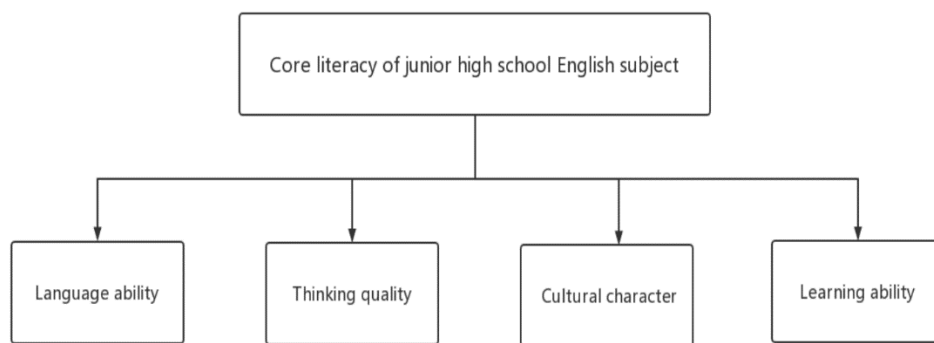 Core literacy of junior high school English subject
Language ability
Thinking quality
Cultural character
Learning ability